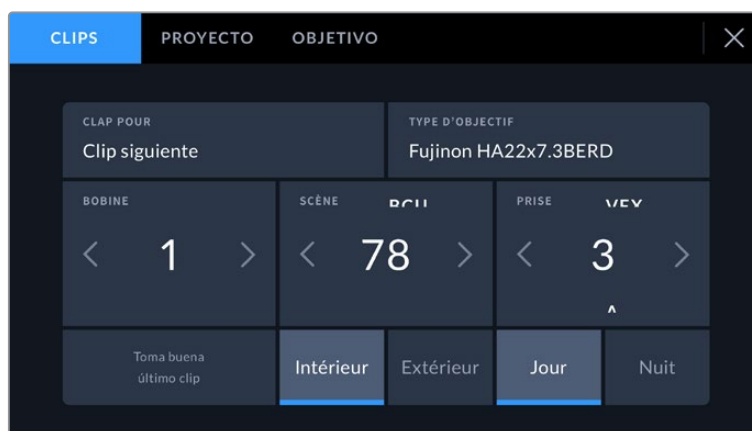 CLIPS PROYECTO OBJETIVO
CLAP POUR TYPE D'OBJECTIF
Clip siguiente Fujinon HA22x7.3BERD
BOBINE SCÈNE PRISE
1 78 3
Toma buena
último clip
Intérieur Extérieur Jour Nuit